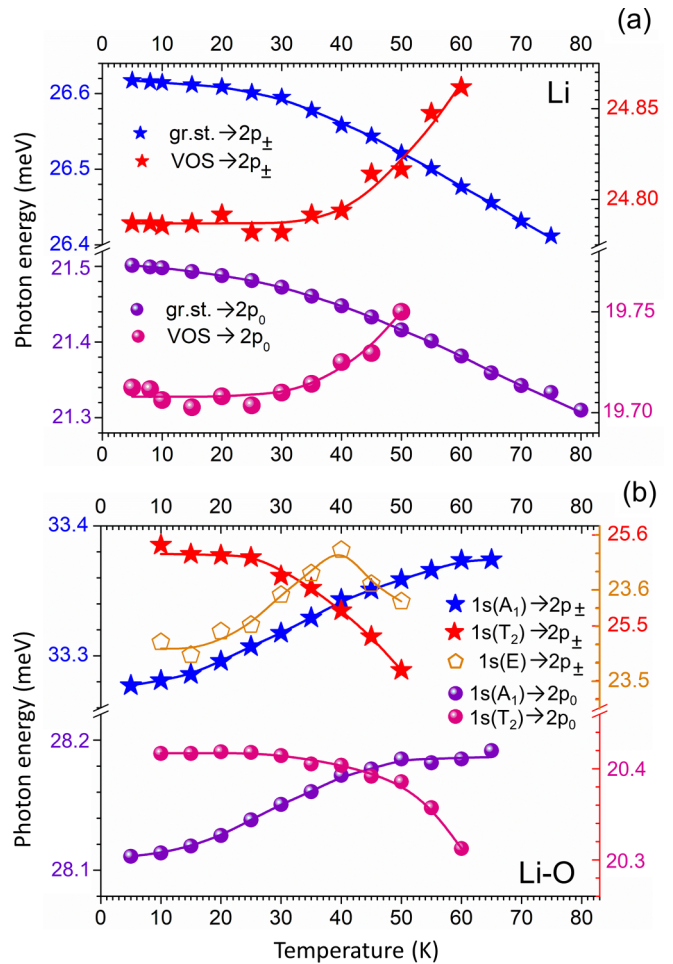 (a)
0 10 20 30 40 50 60 70 80
Li
26.6
26.5
26.4
21.5
21.4
21.3
Photon energy (meV)
gr.st.→2p±
VOS→2p±
gr.st.→2p₀
VOS→2p₀
24.85
24.80
19.75
19.70
0 10 20 30 40 50 60 70 80
(b)
0 10 20 30 40 50 60 70 80
33.4
33.3
28.2
28.1
Photon energy (meV)
1s(A₁)→2p±
1s(T₂)→2p±
1s(E)→2p±
1s(A₁)→2p₀
1s(T₂)→2p₀
25.6
23.6
25.5
23.5
20.4
20.3
Li-O
0 10 20 30 40 50 60 70 80
Temperature (K)